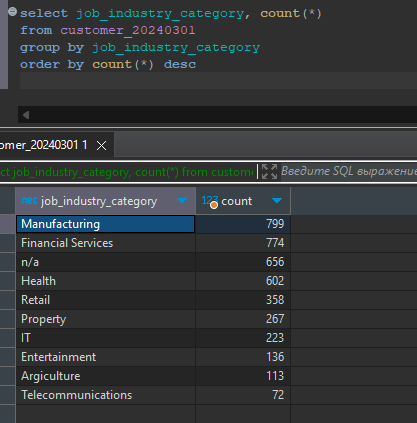 select job_industry_category, count(*)
from customer_20240301
group by job_industry_category
order by count(*) desc
omer_20240301 1
ct job_industry_category, count(*) from custome Введите SQL выражение
ABC job_industry_category 123 count
Manufacturing 799
Financial Services 774
n/a 656
Health 602
Retail 358
Property 267
IT 223
Entertainment 136
Argiculture 113
Telecommunications 72